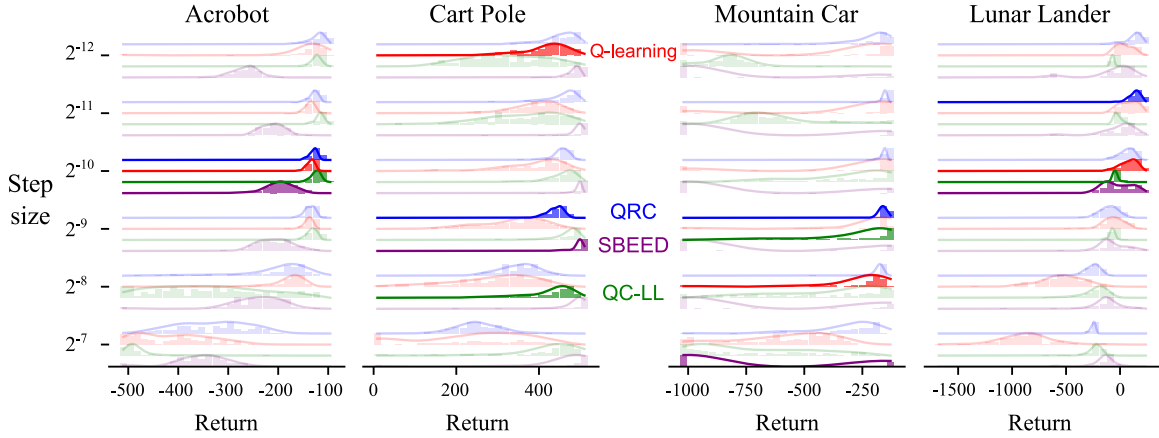 Acrobot Cart Pole Mountain Car Lunar Lander
2-12 Q-learning
2-11
2-10
Step
size
2-9 QRC
SBEED
2-8 QC-LL
2-7
-500 -400 -300 -200 -100 0 200 400 -1000 -750 -500 -250 -1500 -1000 -500 0
Return Return Return Return